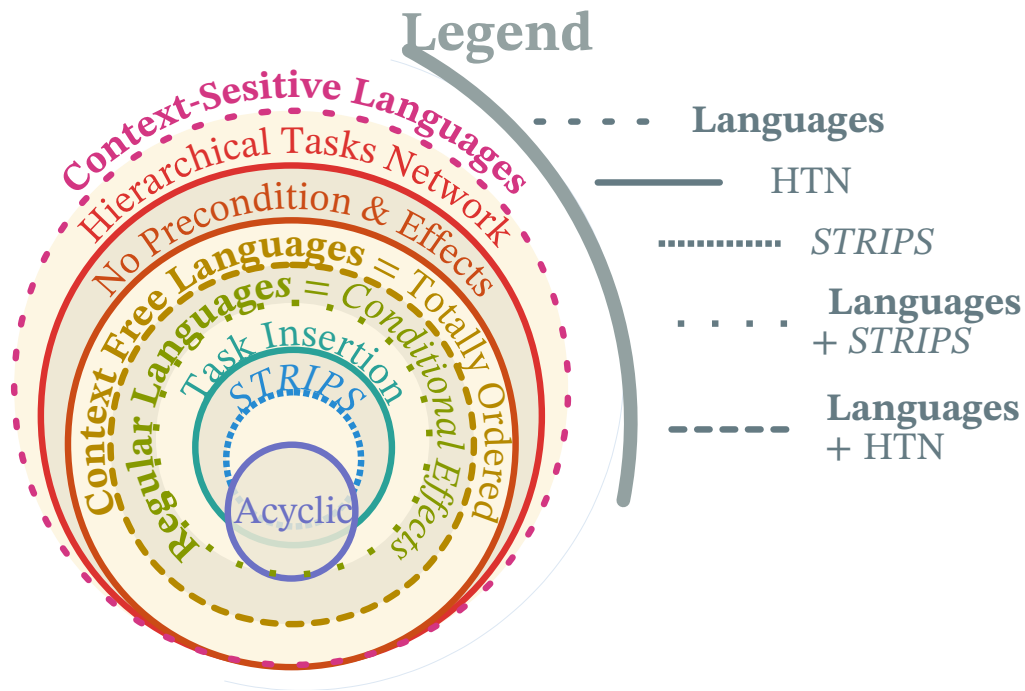 Legend
Context-Sesitive Languages
Hierarchical Tasks Network
No Precondition & Effects
Context Free Languages = Totally Ordered
Regular Languages = Conditional Effects
Task Insertion
STRIPS
Acyclic
Languages
HTN
STRIPS
Languages
+ STRIPS
Languages
+ HTN